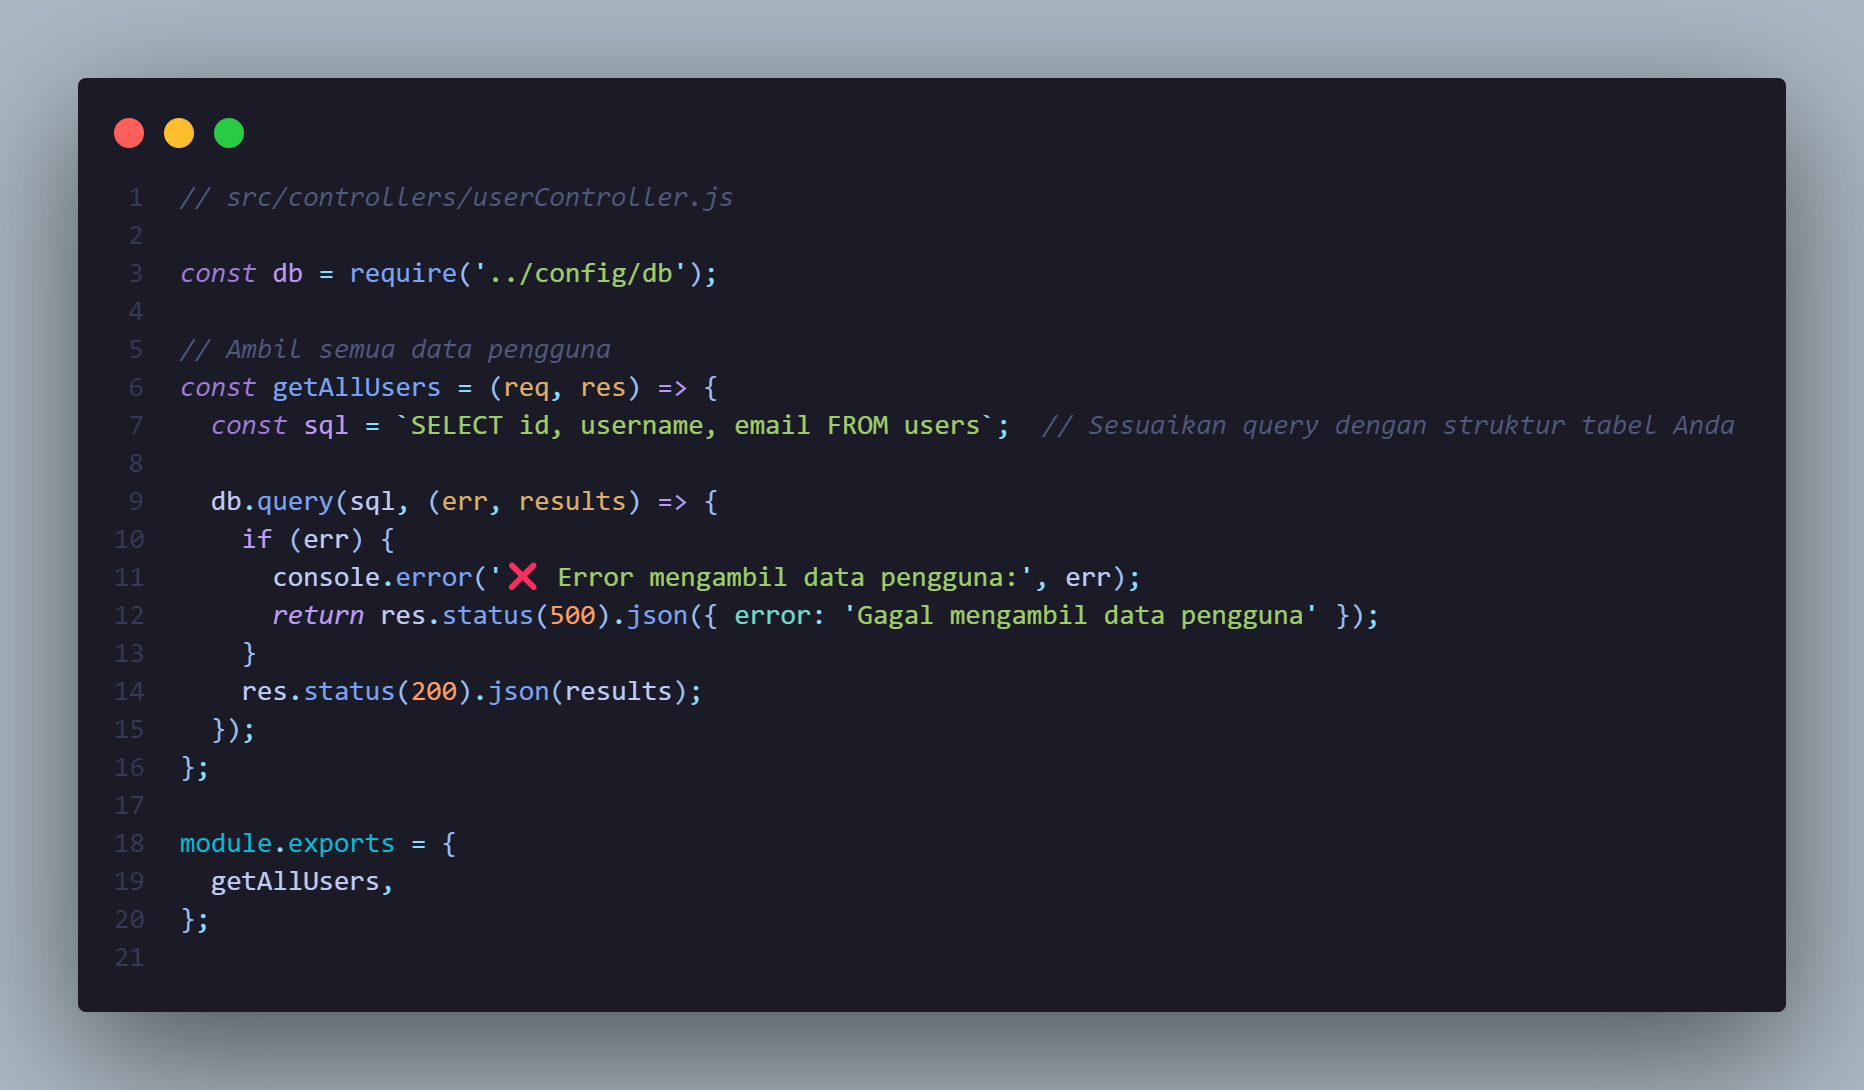 1 // src/controllers/userController.js
2
3 const db = require('../config/db');
4
5 // Ambil semua data pengguna
6 const getAllUsers = (req, res) => {
7   const sql = `SELECT id, username, email FROM users`;  // Sesuaikan query dengan struktur tabel Anda
8
9   db.query(sql, (err, results) => {
10     if (err) {
11       console.error('❌ Error mengambil data pengguna:', err);
12       return res.status(500).json({ error: 'Gagal mengambil data pengguna' });
13     }
14     res.status(200).json(results);
15   });
16 };
17
18 module.exports = {
19   getAllUsers,
20 };
21